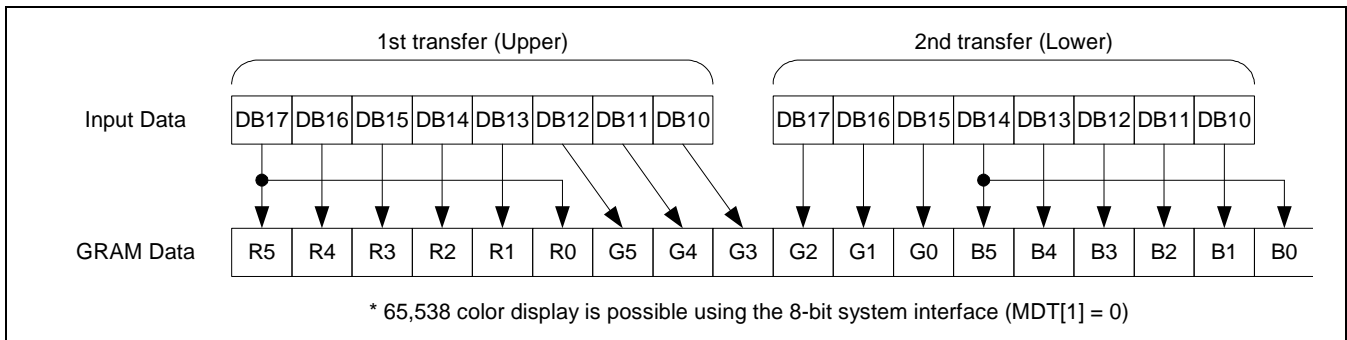 1st transfer (Upper) 2nd transfer (Lower)
Input Data DB17 DB16 DB15 DB14 DB13 DB12 DB11 DB10 DB17 DB16 DB15 DB14 DB13 DB12 DB11 DB10
GRAM Data R5 R4 R3 R2 R1 R0 G5 G4 G3 G2 G1 G0 B5 B4 B3 B2 B1 B0
* 65,538 color display is possible using the 8-bit system interface (MDT[1] = 0)